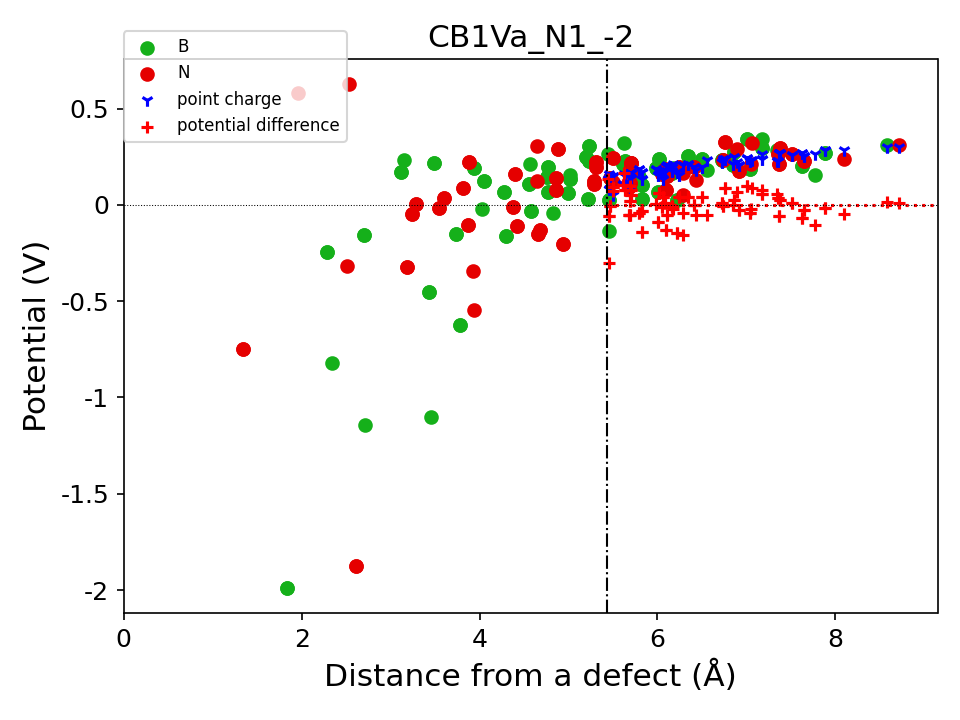 CB1Va_N1_-2
B
N
point charge
potential difference
0.5
0
-0.5
-1
-1.5
-2
Potential (V)
0 2 4 6 8
Distance from a defect (Å)